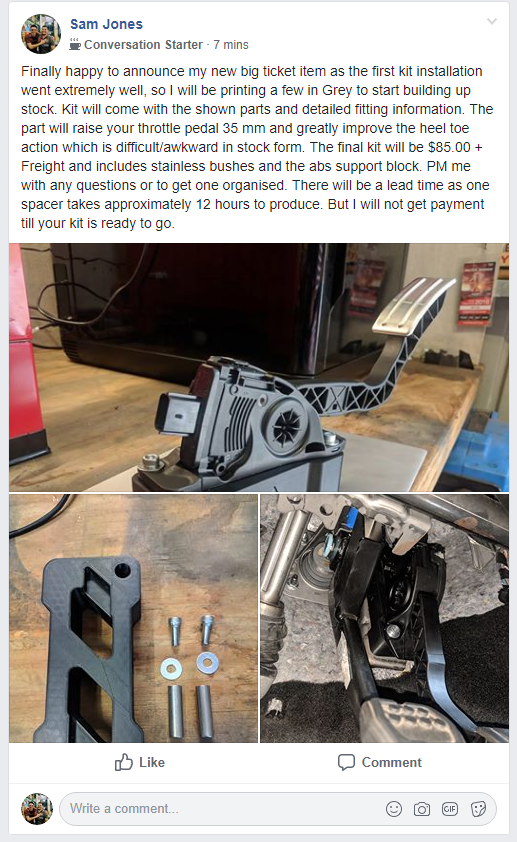 Sam Jones
Conversation Starter · 7 mins
Finally happy to announce my new big ticket item as the first kit installation
went extremely well, so I will be printing a few in Grey to start building up
stock. Kit will come with the shown parts and detailed fitting information. The
part will raise your throttle pedal 35 mm and greatly improve the heel toe
action which is difficult/awkward in stock form. The final kit will be $85.00 +
Freight and includes stainless bushes and the abs support block. PM me
with any questions or to get one organised. There will be a lead time as one
spacer takes approximately 12 hours to produce. But I will not get payment
till your kit is ready to go.
Like
Comment
Write a comment...
GIF